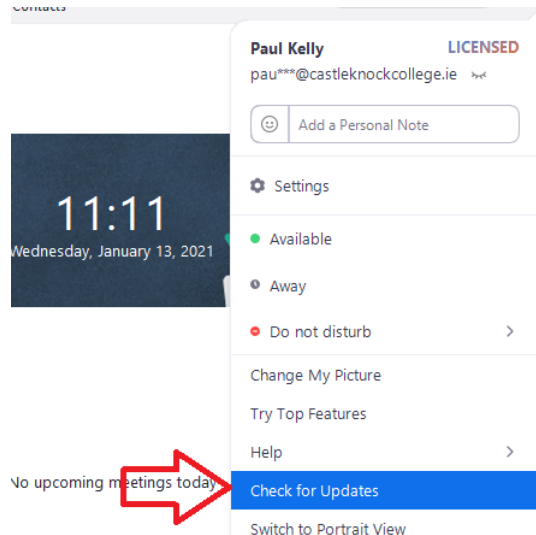 Contacts
Paul Kelly LICENSED
pau***@castleknockcollege.ie
Add a Personal Note
Settings
11:11
Wednesday, January 13, 2021
Available
Away
Do not disturb
Change My Picture
Try Top Features
Help
No upcoming meetings today
Check for Updates
Switch to Portrait View